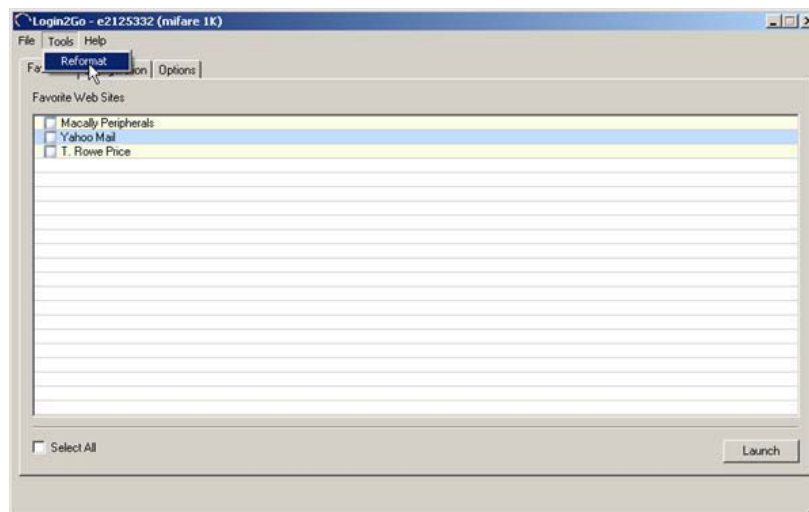 Login2Go - e2125332 (mifare 1K)
File Tools Help
Reformat
Options
Favorite Web Sites
Macally Peripherals
Yahoo Mail
T. Rowe Price
Select All
Launch